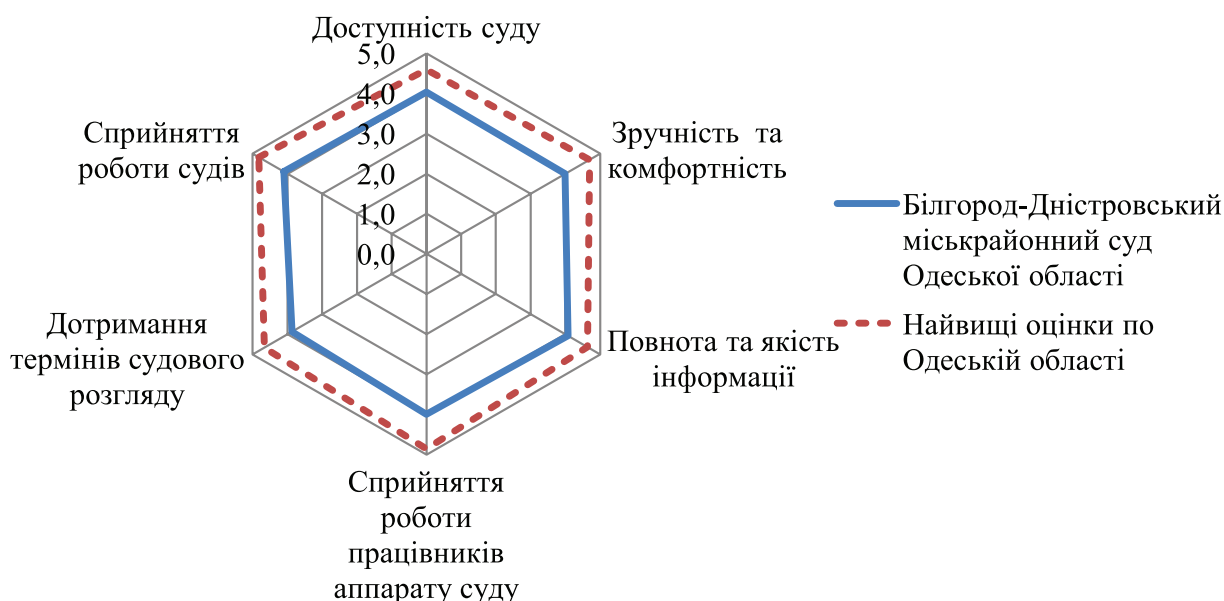 Доступність суду
5,0
4,0
3,0
2,0
1,0
0,0
Зручність та
комфортність
Повнота та якість
інформації
Сприйняття
роботи
працівників
аппарату суду
Дотримання
термінів судового
розгляду
Сприйняття
роботи судів
Білгород-Дністровський
міськрайонний суд
Одеської області
Найвищі оцінки по
Одеській області